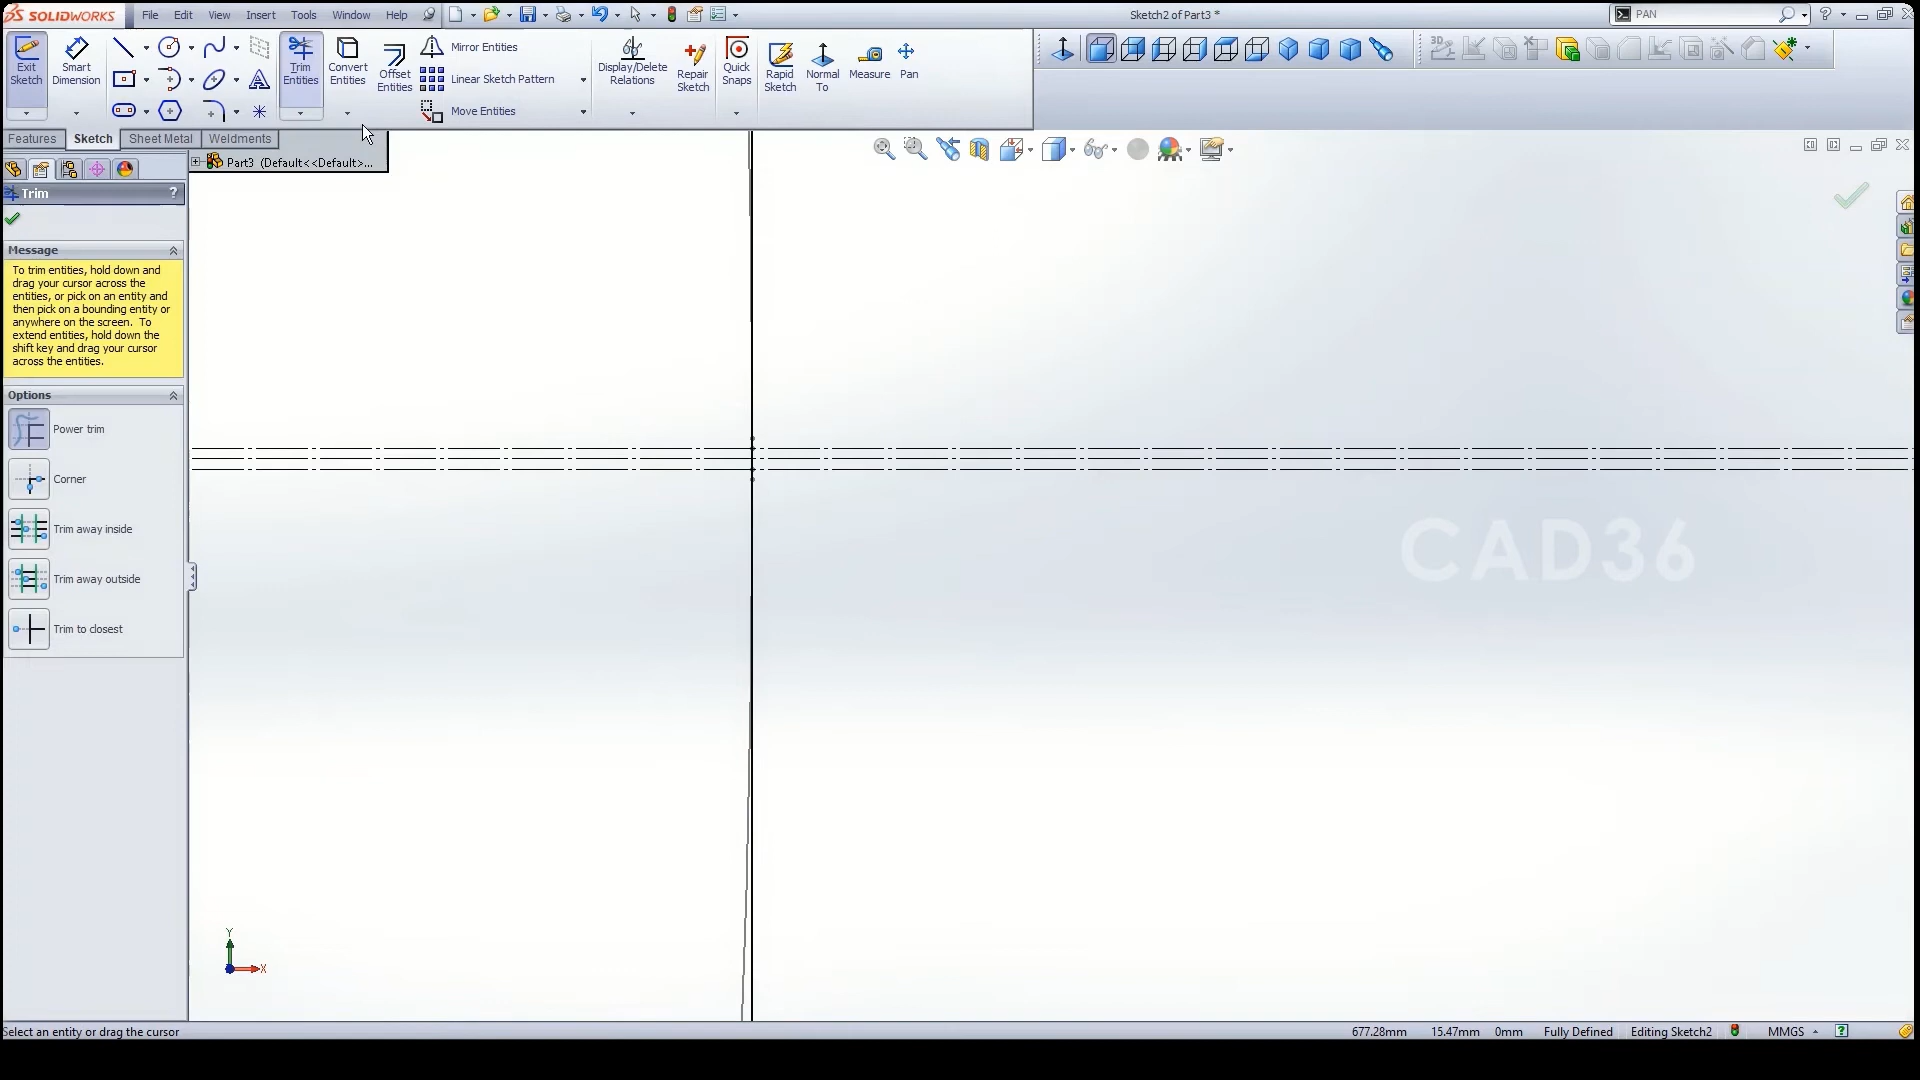 SOLIDWORKS File Edit View Insert Tools Window Help Sketch2 of Part3 * PAN
Exit Sketch
Smart Dimension
Trim Entities
Convert Entities
Offset Entities
Mirror Entities
Linear Sketch Pattern
Move Entities
Display/Delete Relations
Repair Sketch
Quick Snaps
Rapid Sketch
Normal To
Measure
Pan
Features Sketch Sheet Metal Weldments
Part3 (Default<<Default>...
Trim ?
Message
To trim entities, hold down and
drag your cursor across the
entities, or pick on an entity and
then pick on a bounding entity or
anywhere on the screen. To
extend entities, hold down the
shift key and drag your cursor
across the entities.
Options
Power trim
Corner
Trim away inside
Trim away outside
Trim to closest
CAD36
Y
X
Select an entity or drag the cursor 677.28mm 15.47mm 0mm Fully Defined Editing Sketch2 MMGS